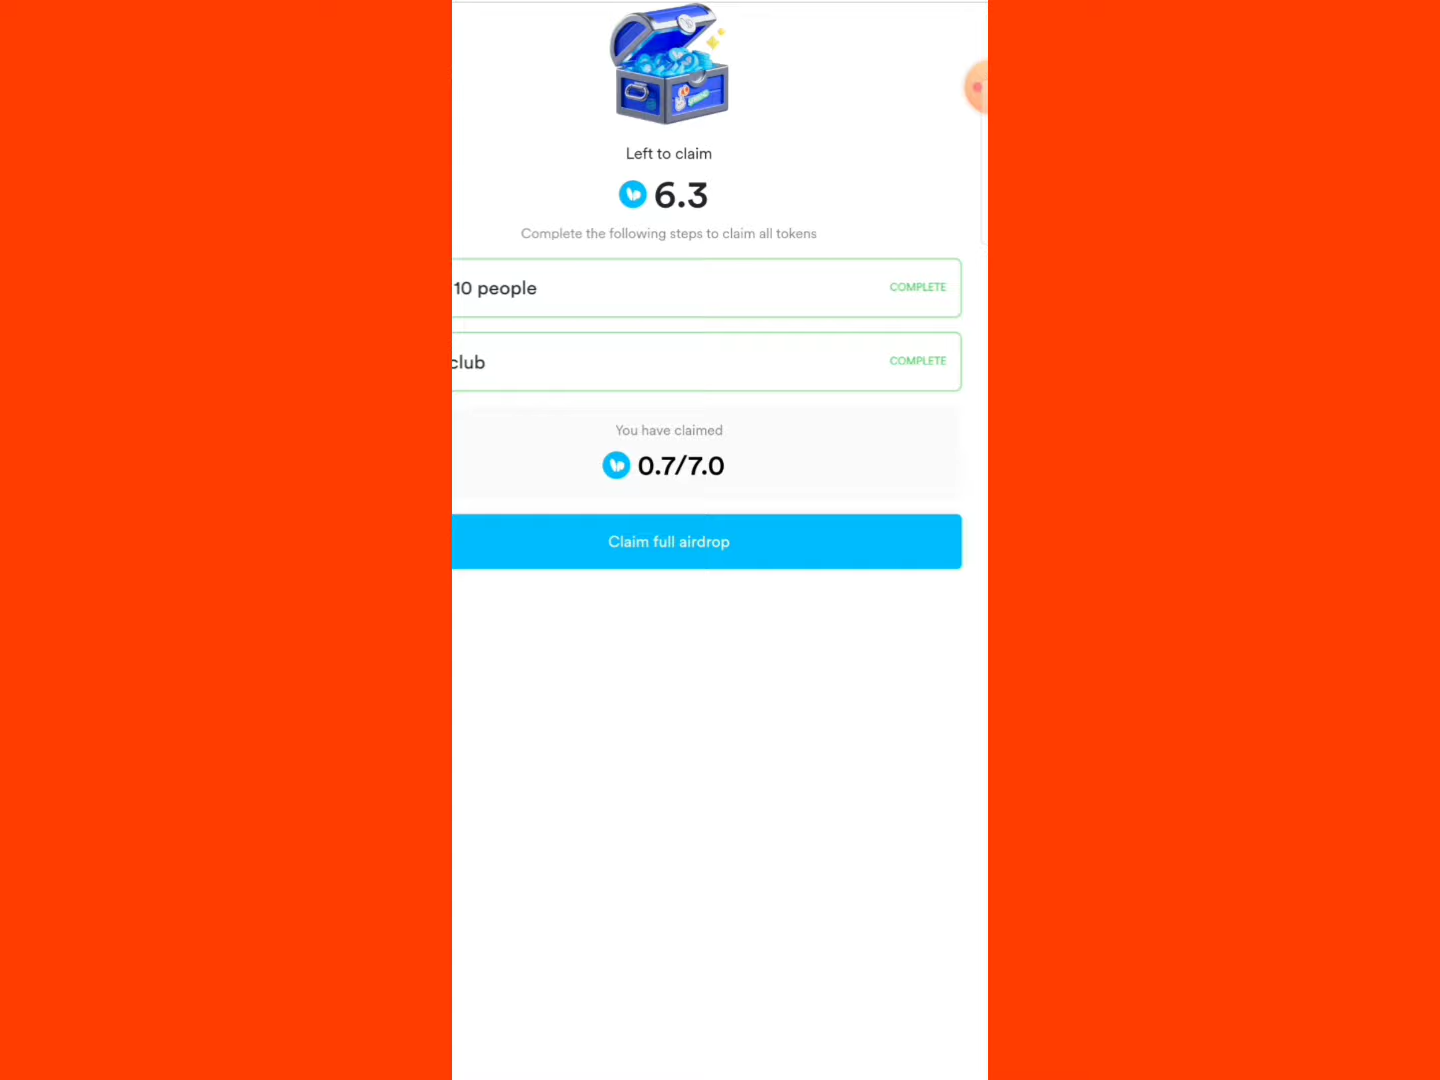 Left to claim
6.3
Complete the following steps to claim all tokens
10 people
COMPLETE
club
COMPLETE
You have claimed
0.7/7.0
Claim full airdrop